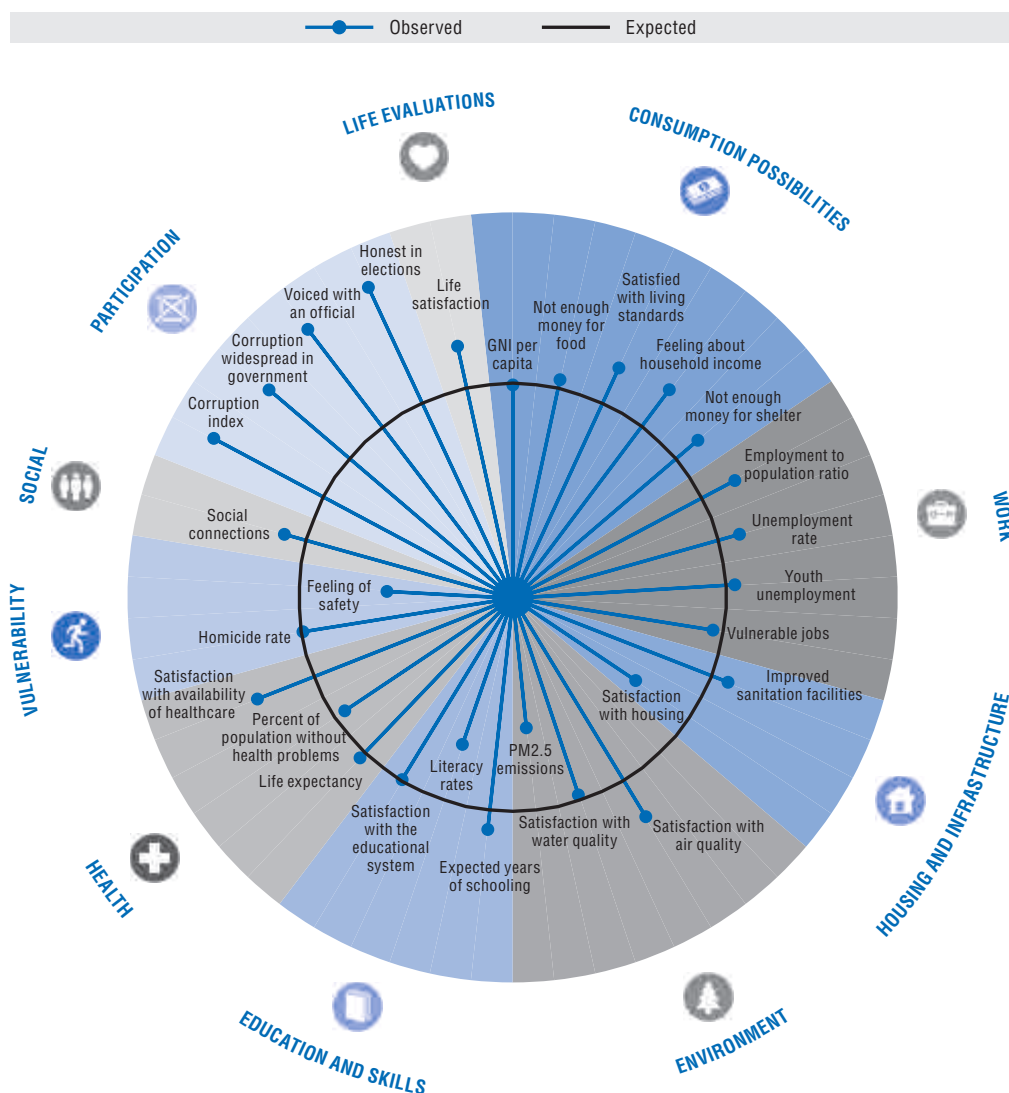 Observed
Expected
LIFE EVALUATIONS
CONSUMPTION POSSIBILITIES
PARTICIPATION
Honest in
elections
Life
satisfaction
Voiced with
an official
Corruption
widespread in
government
Corruption
index
GNI per
capita
Not enough
money for
food
Satisfied
with living
standards
Feeling about
household income
Not enough
money for shelter
Employment to
population ratio
SOCIAL
WORK
Social
connections
Unemployment
rate
Feeling of
safety
Youth
unemployment
VULNERABILITY
Homicide rate
Vulnerable jobs
Satisfaction
with availability
of healthcare
Percent of
population without
health problems
Life expectancy
Improved
sanitation facilities
Satisfaction
with housing
HOUSING AND INFRASTRUCTURE
Literacy
rates
PM2.5
emissions
Satisfaction
with the
educational
system
Expected years
of schooling
Satisfaction with
water quality
Satisfaction with
air quality
HEALTH
EDUCATION AND SKILLS
ENVIRONMENT